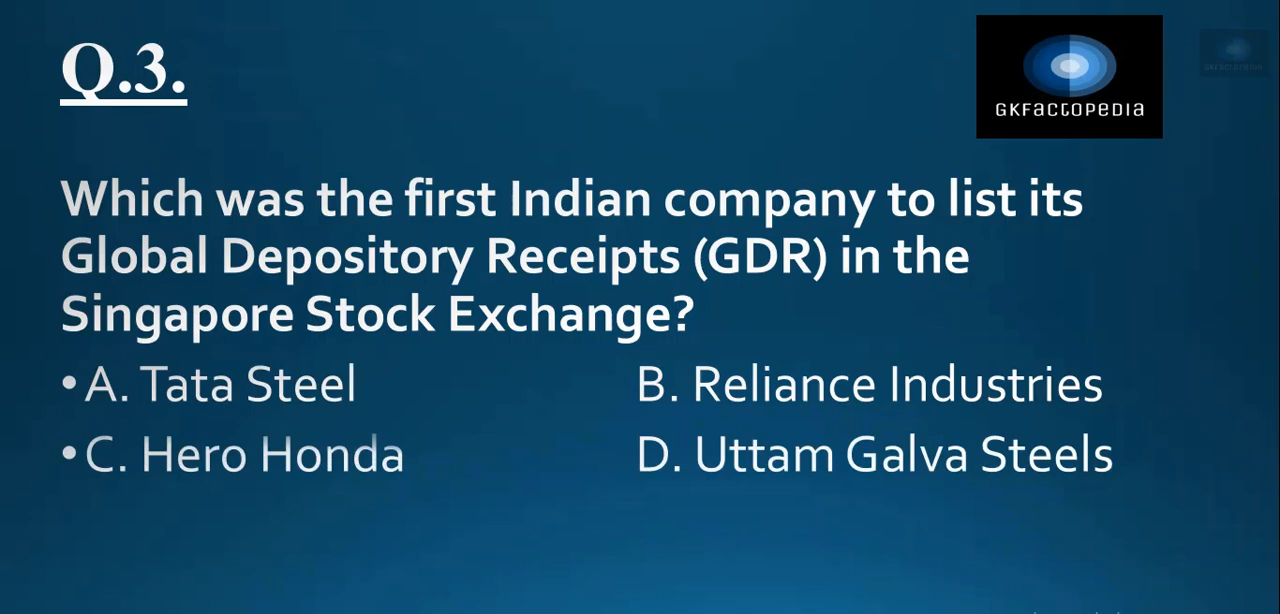 Q.3.
GKFACTOPEDIA
Which was the first Indian company to list its
Global Depository Receipts (GDR) in the
Singapore Stock Exchange?
• A. Tata Steel B. Reliance Industries
• C. Hero Honda D. Uttam Galva Steels